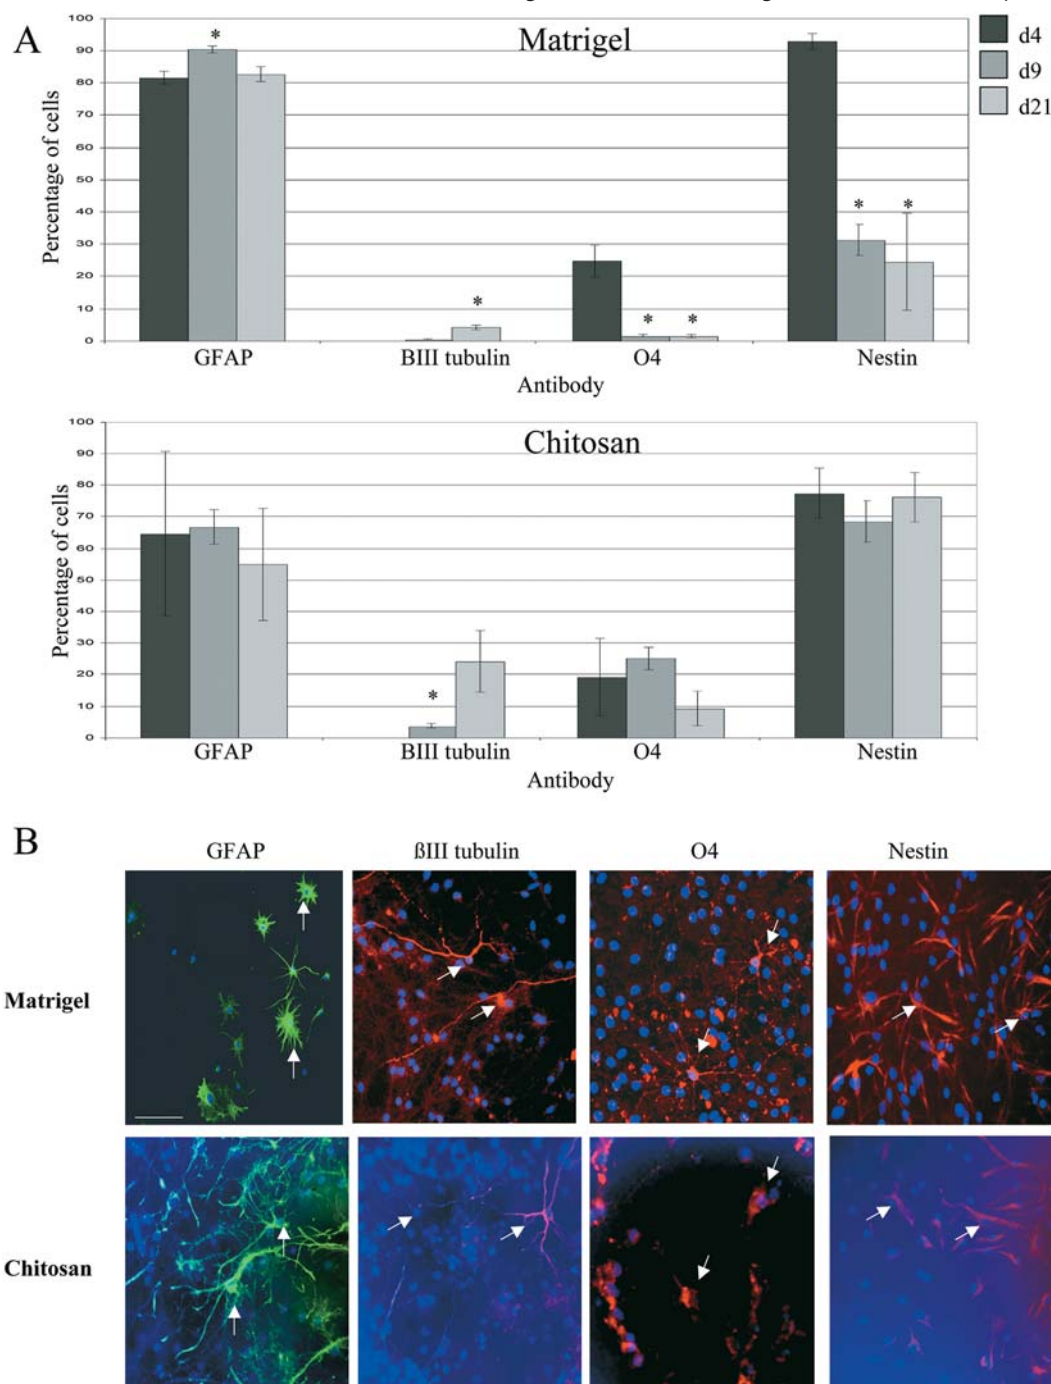 A
Matrigel
d4
d9
d21
Percentage of cells
100
90
80
70
100
60
50
40
30
20
10
0
*
*
*
*
*
*
GFAP
BIII tubulin
O4
Nestin
Antibody
Chitosan
Percentage of cells
100
90
80
70
60
50
40
30
20
10
0
*
GFAP
BIII tubulin
O4
Nestin
Antibody
B
GFAP
ßIII tubulin
O4
Nestin
Matrigel
Chitosan